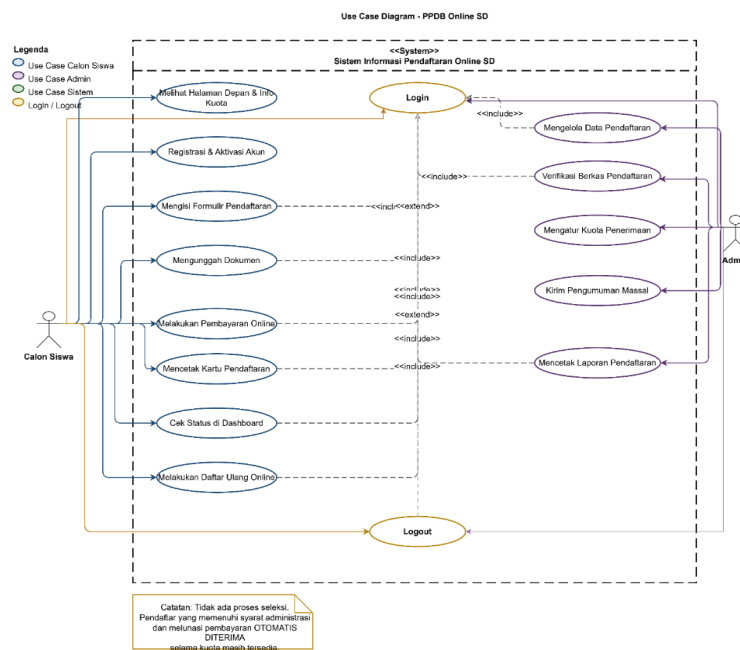 Use Case Diagram - PPDB Online SD
Legenda
Use Case Calon Siswa
Use Case Admin
Use Case Sistem
Login / Logout
<<System>>
Sistem Informasi Pendaftaran Online SD
Melihat Halaman Depan & Info
Kuota
Login
<<include>>
Mengelola Data Pendaftaran
Registrasi & Aktivasi Akun
<<include>>
Verifikasi Berkas Pendaftaran
Mengisi Formulir Pendaftaran
<<extend>>
Mengatur Kuota Penerimaan
Mengunggah Dokumen
<<include>>
Adm
Kirim Pengumuman Massal
<<include>>
<<include>>
<<extend>>
Melakukan Pembayaran Online
<<include>>
Calon Siswa
Mencetak Kartu Pendaftaran
<<include>>
Mencetak Laporan Pendaftaran
Cek Status di Dashboard
Melakukan Daftar Ulang Online
Logout
Catatan: Tidak ada proses seleksi.
Pendaftar yang memenuhi syarat administrasi
dan melunasi pembayaran OTOMATIS
DITERIMA
selama kuota masih tersedia.